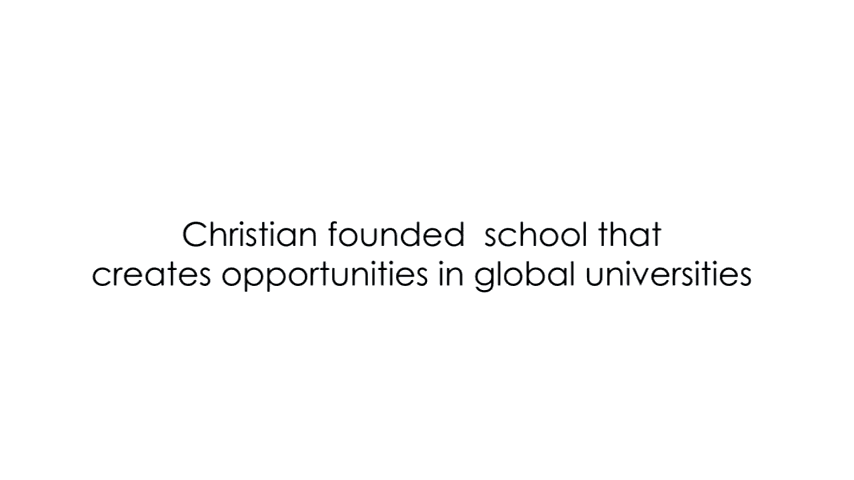 Christian founded  school that
creates opportunities in global universities